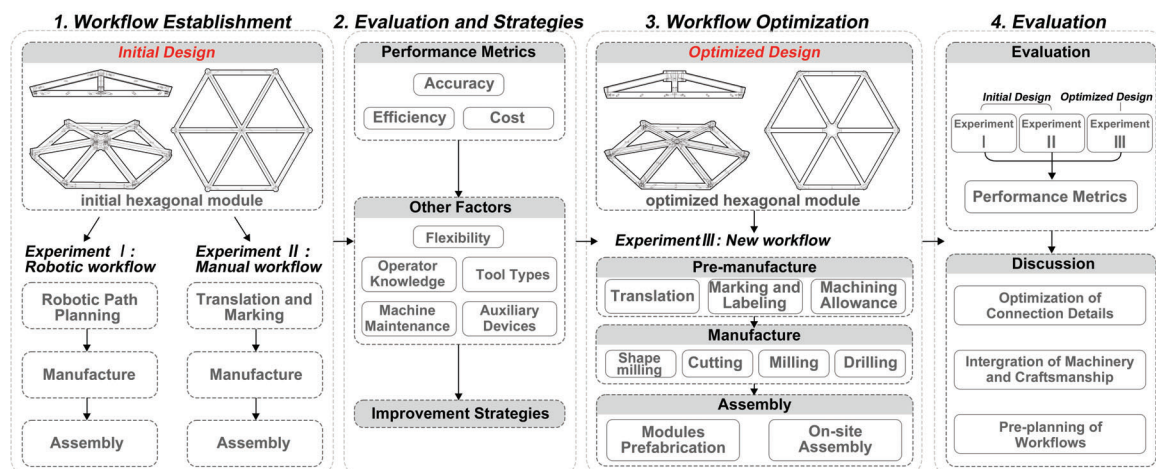 1. Workflow Establishment
Initial Design
initial hexagonal module
Experiment Ⅰ:
Robotic workflow
Robotic Path
Planning
Manufacture
Assembly
Experiment Ⅱ:
Manual workflow
Translation and
Marking
Manufacture
Assembly
2. Evaluation and Strategies
Performance Metrics
Accuracy
Efficiency
Cost
Other Factors
Flexibility
Operator
Knowledge
Tool Types
Machine
Maintenance
Auxiliary
Devices
Improvement Strategies
3. Workflow Optimization
Optimized Design
optimized hexagonal module
Experiment Ⅲ: New workflow
Pre-manufacture
Translation
Marking and
Labeling
Machining
Allowance
Manufacture
Shape
milling
Cutting
Milling
Drilling
Assembly
Modules
Prefabrication
On-site
Assembly
4. Evaluation
Evaluation
Initial Design
Optimized Design
Experiment
Ⅰ
Experiment
Ⅱ
Experiment
Ⅲ
Performance Metrics
Discussion
Optimization of
Connection Details
Intergration of Machinery
and Craftsmanship
Pre-planning of
Workflows